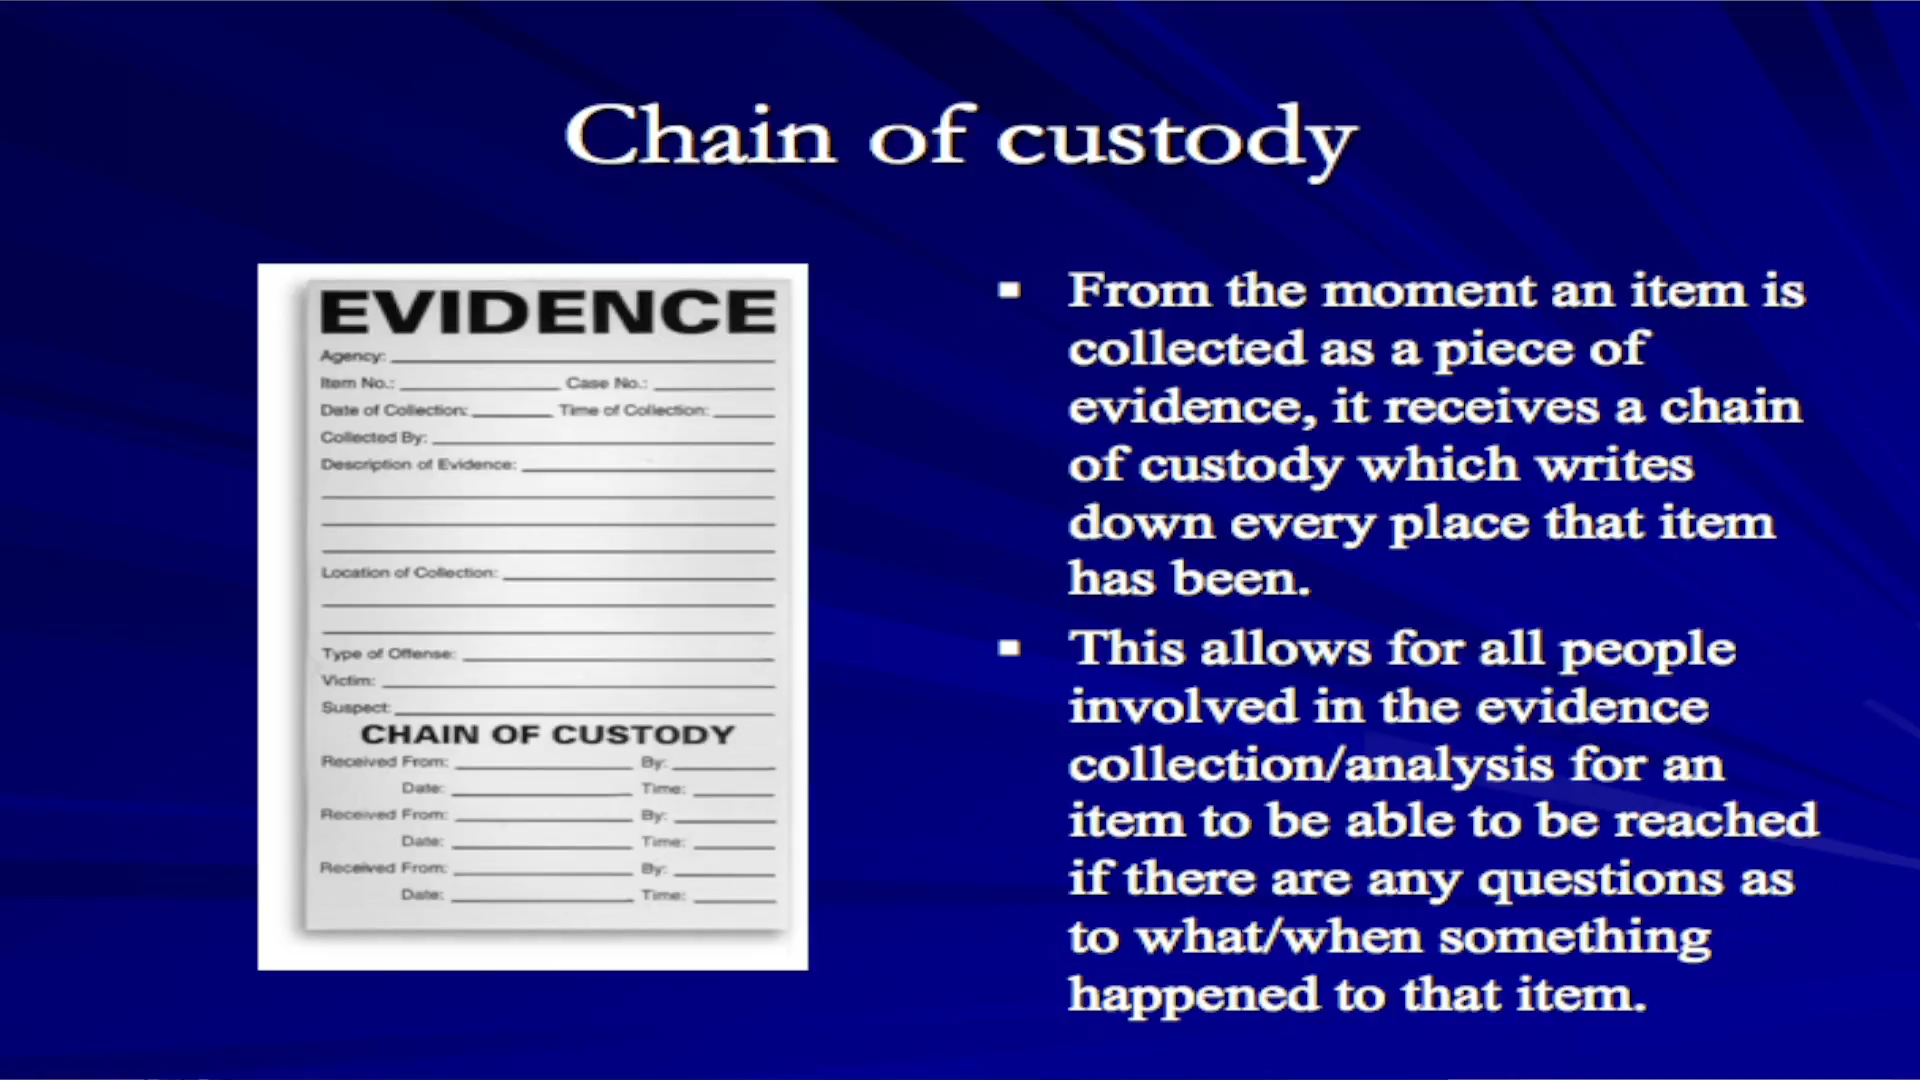 Chain of custody
EVIDENCE
Agency:
Item No.: Case No.:
Date of Collection: Time of Collection:
Collected By:
Description of Evidence:
Location of Collection:
Type of Offense:
Victim:
Suspect:
CHAIN OF CUSTODY
Received From: By:
Date: Time:
Received From: By:
Date: Time:
Received From: By:
Date: Time:
From the moment an item is
collected as a piece of
evidence, it receives a chain
of custody which writes
down every place that item
has been.
This allows for all people
involved in the evidence
collection/analysis for an
item to be able to be reached
if there are any questions as
to what/when something
happened to that item.